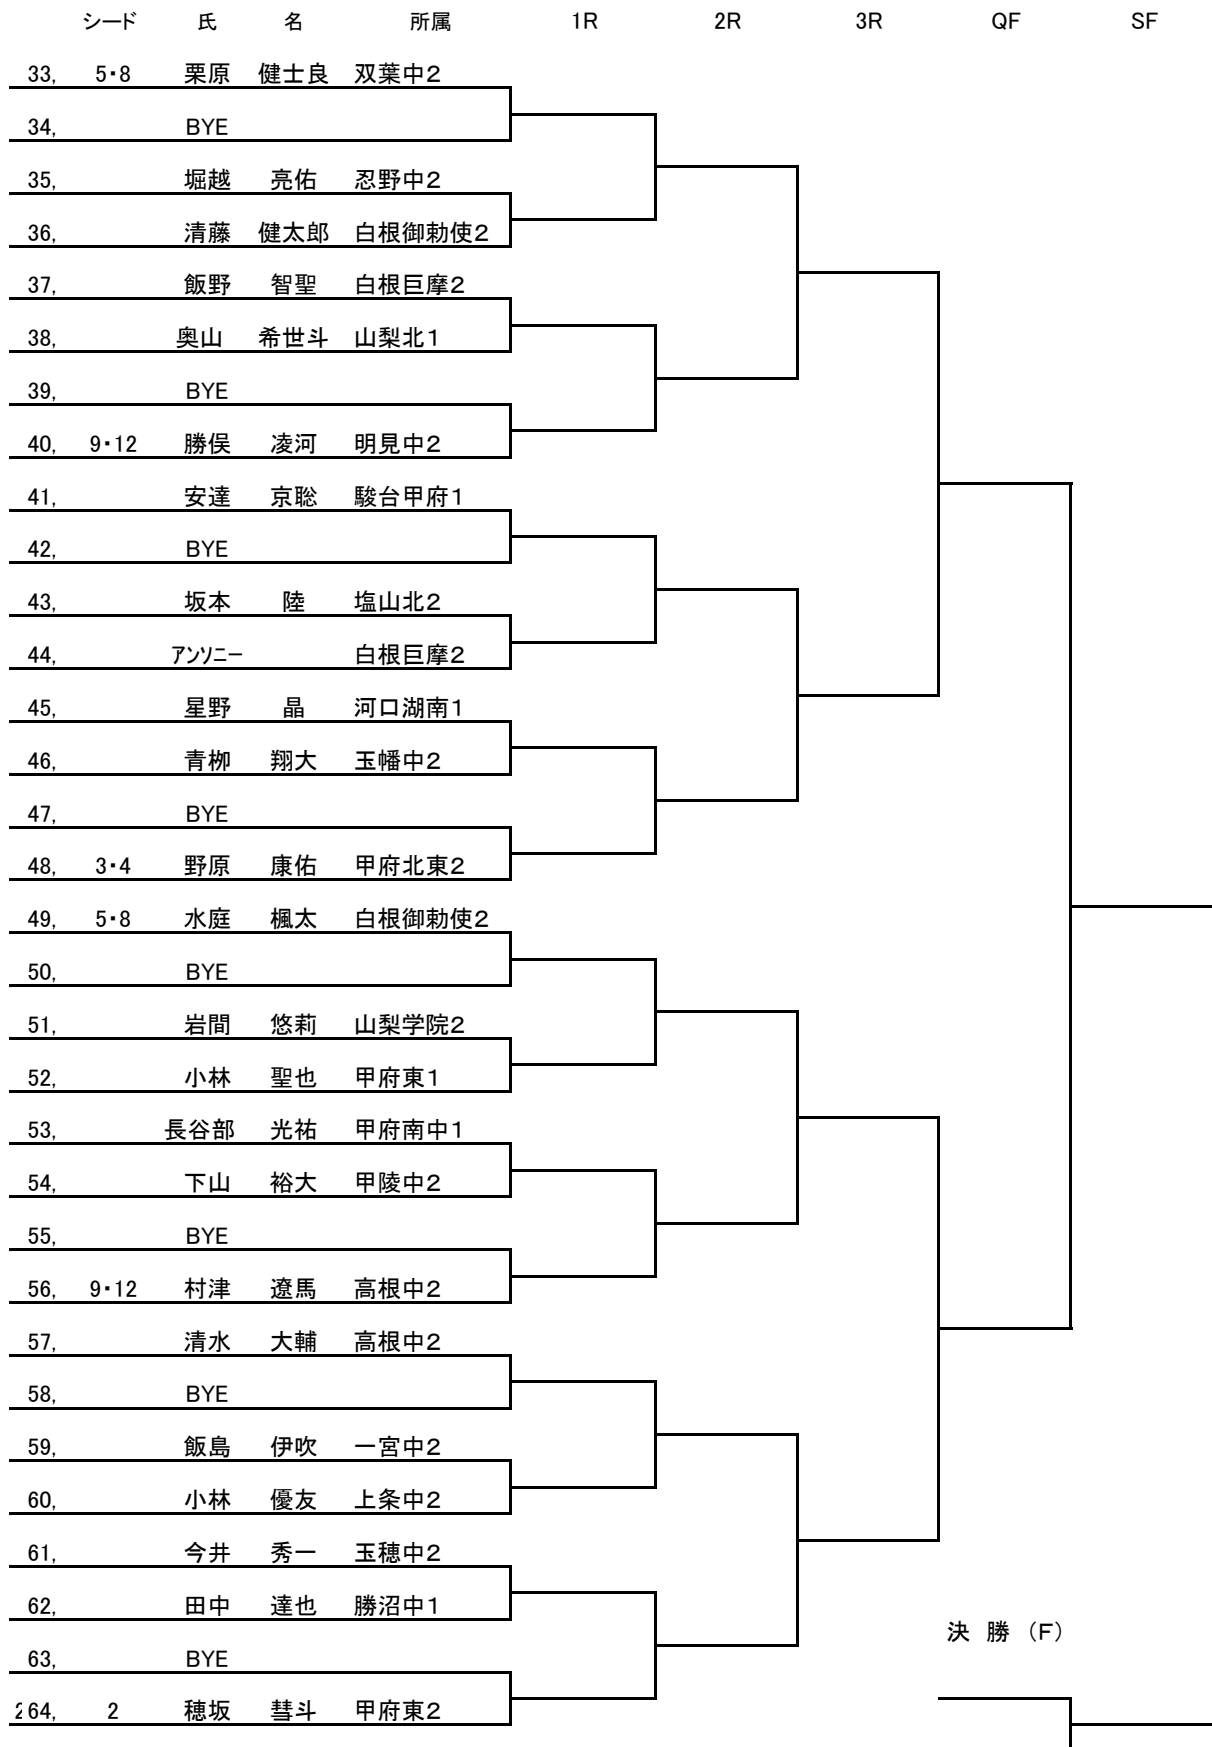 シード 氏 名 所属 1R 2R 3R QF SF
33, 5・8 栗原 健士良 双葉中2
34, BYE
35, 堀越 亮佑 忍野中2
36, 清藤 健太郎 白根御勅使2
37, 飯野 智聖 白根巨摩2
38, 奥山 希世斗 山梨北1
39, BYE
40, 9・12 勝俣 凌河 明見中2
41, 安達 京聡 駿台甲府1
42, BYE
43, 坂本 陸 塩山北2
44, アンソニー 白根巨摩2
45, 星野 晶 河口湖南1
46, 青栁 翔大 玉幡中2
47, BYE
48, 3・4 野原 康佑 甲府北東2
49, 5・8 水庭 楓太 白根御勅使2
50, BYE
51, 岩間 悠莉 山梨学院2
52, 小林 聖也 甲府東1
53, 長谷部 光祐 甲府南中1
54, 下山 裕大 甲陵中2
55, BYE
56, 9・12 村津 遼馬 高根中2
57, 清水 大輔 高根中2
58, BYE
59, 飯島 伊吹 一宮中2
60, 小林 優友 上条中2
61, 今井 秀一 玉穂中2
62, 田中 達也 勝沼中1
決 勝 (F)
63, BYE
64, 2 穂坂 彗斗 甲府東2